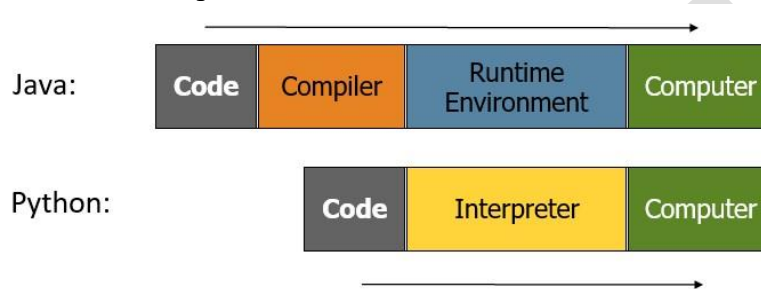 Java:
Code
Compiler
Runtime
Environment
Computer
Python:
Code
Interpreter
Computer